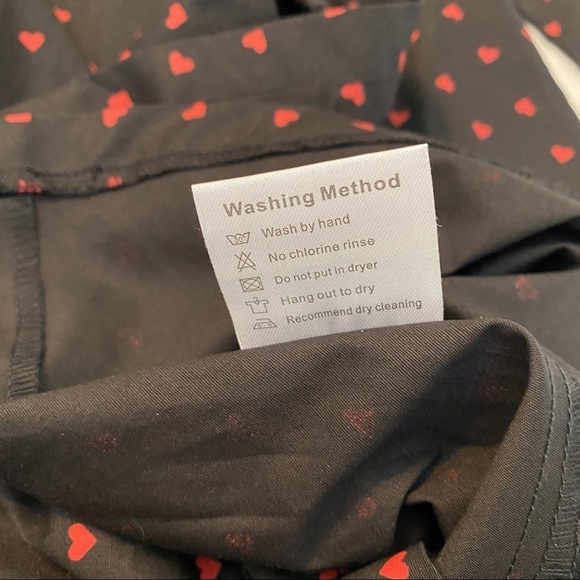 Washing Method
Wash by hand
No chlorine rinse
Do not put in dryer
Hang out to dry
Recommend dry cleaning